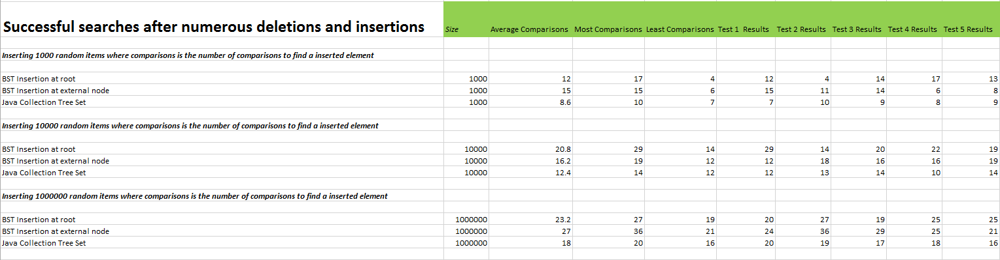 Successful searches after numerous deletions and insertions Size Average Comparisons Most Comparisons Least Comparisons Test 1 Results Test 2 Results Test 3 Results Test 4 Results Test 5 Results
Inserting 1000 random items where comparisons is the number of comparisons to find a inserted element
BST Insertion at root 1000 12 17 4 12 4 14 17 13
BST Insertion at external node 1000 15 15 6 15 11 14 6 8
Java Collection Tree Set 1000 8.6 10 7 7 10 9 8 9
Inserting 10000 random items where comparisons is the number of comparisons to find a inserted element
BST Insertion at root 10000 20.8 29 14 29 14 20 22 19
BST Insertion at external node 10000 16.2 19 12 12 18 16 16 19
Java Collection Tree Set 10000 12.4 14 12 12 13 14 10 14
Inserting 1000000 random items where comparisons is the number of comparisons to find a inserted element
BST Insertion at root 1000000 23.2 27 19 20 27 19 25 25
BST Insertion at external node 1000000 27 36 21 24 36 29 25 21
Java Collection Tree Set 1000000 18 20 16 20 19 17 18 16